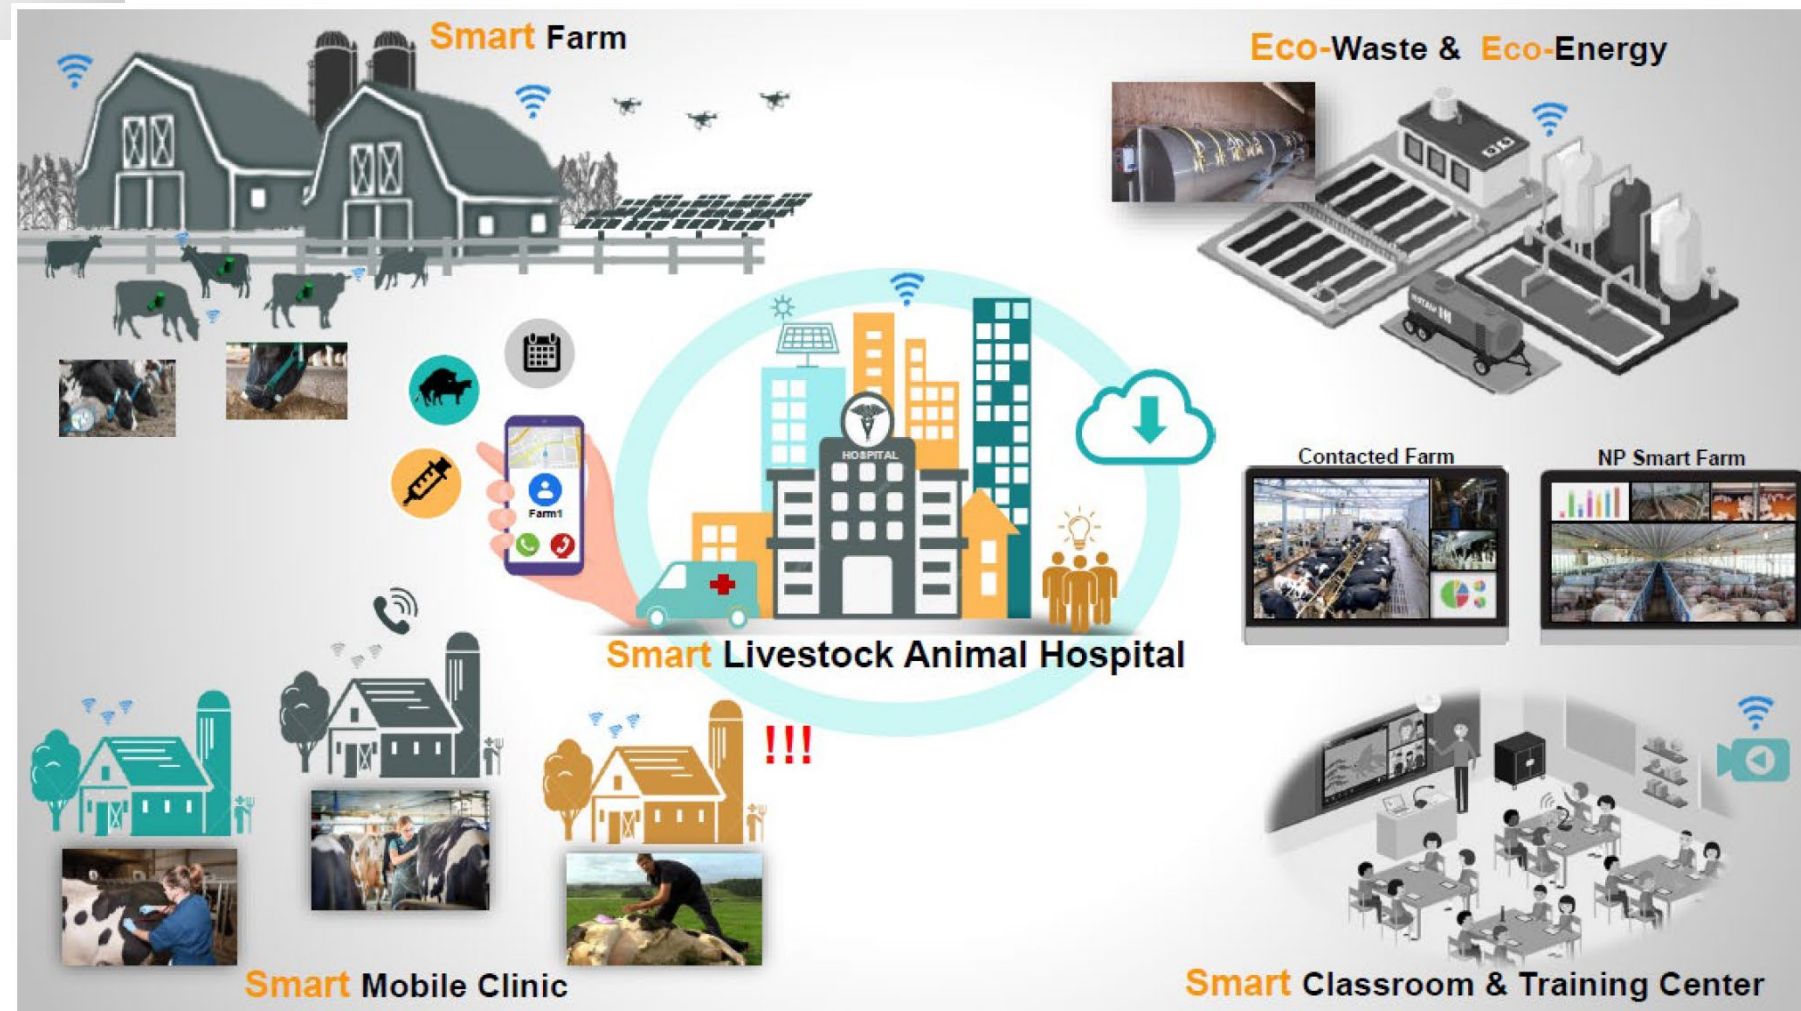 Smart Farm
Eco-Waste & Eco-Energy
HOSPITAL
Farm1
Contacted Farm
NP Smart Farm
Smart Livestock Animal Hospital
!!!
Smart Mobile Clinic
Smart Classroom & Training Center